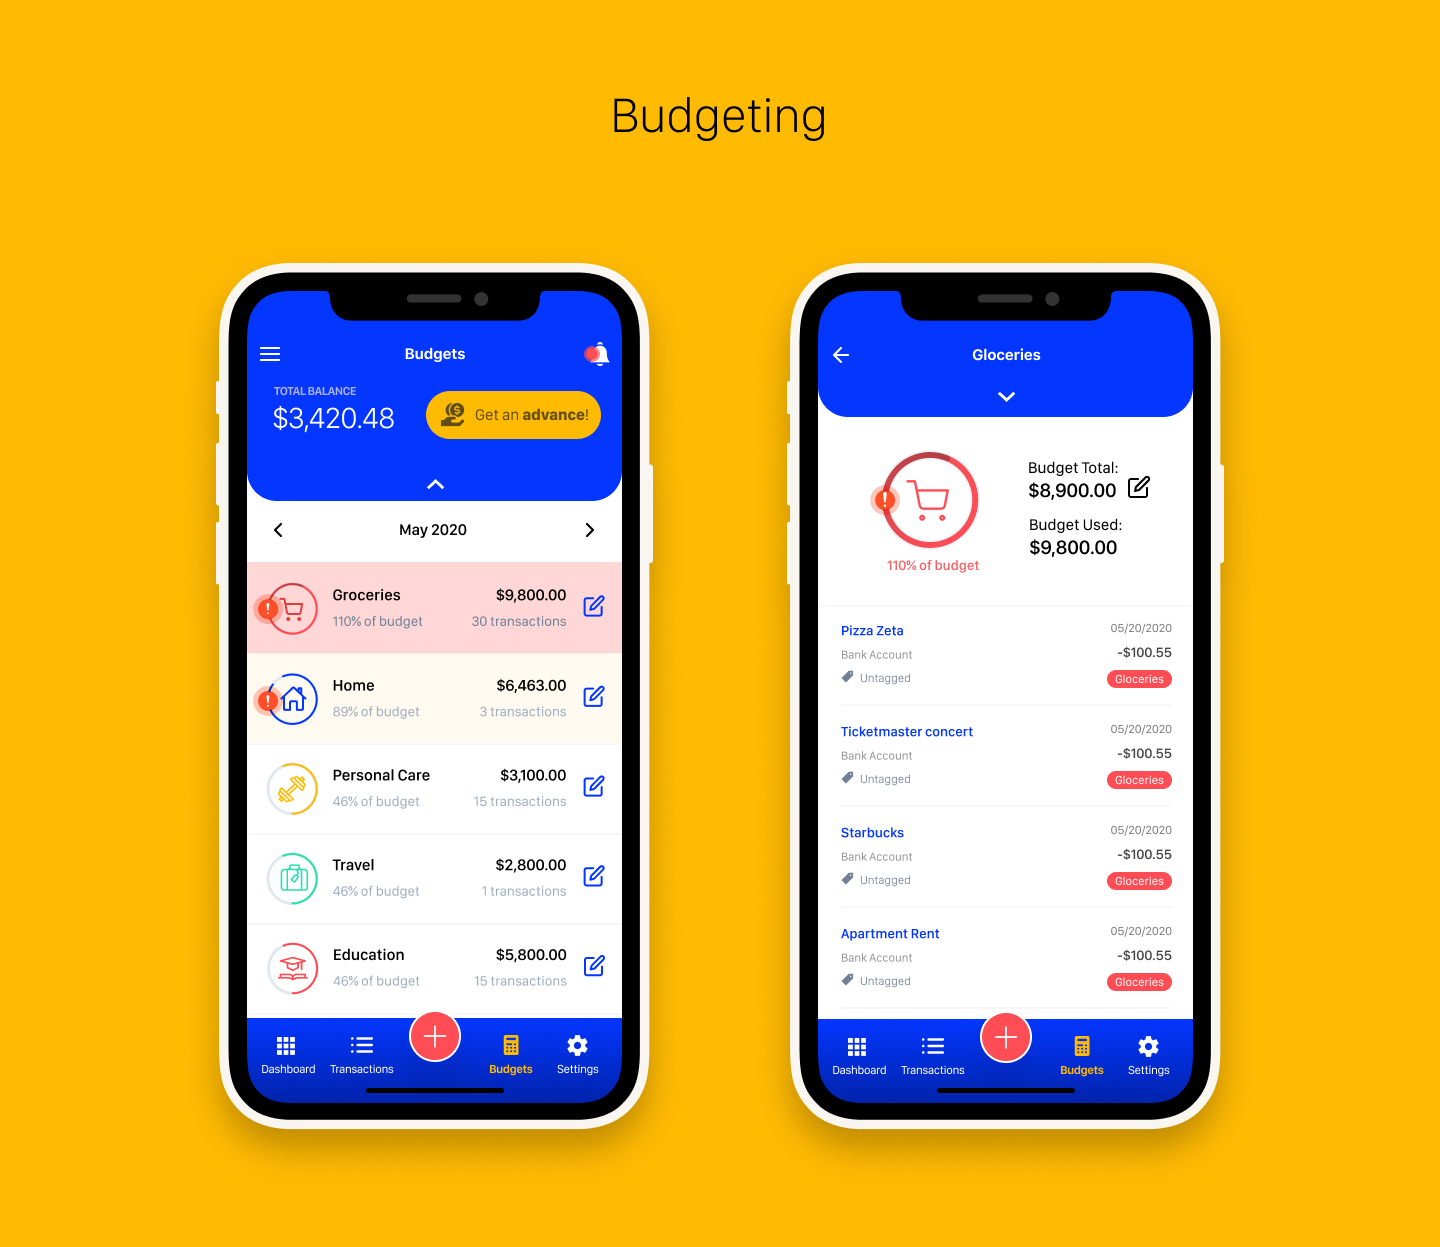 Budgeting
Budgets
TOTAL BALANCE
$3,420.48
Get an advance!
May 2020
Groceries $9,800.00
110% of budget 30 transactions
Home $6,463.00
89% of budget 3 transactions
Personal Care $3,100.00
46% of budget 15 transactions
Travel $2,800.00
46% of budget 1 transactions
Education $5,800.00
46% of budget 15 transactions
Dashboard Transactions Budgets Settings
Gloceries
Budget Total:
$8,900.00
Budget Used:
$9,800.00
110% of budget
Pizza Zeta 05/20/2020
Bank Account -$100.55
Untagged Gloceries
Ticketmaster concert 05/20/2020
Bank Account -$100.55
Untagged Gloceries
Starbucks 05/20/2020
Bank Account -$100.55
Untagged Gloceries
Apartment Rent 05/20/2020
Bank Account -$100.55
Untagged Gloceries
Dashboard Transactions Budgets Settings